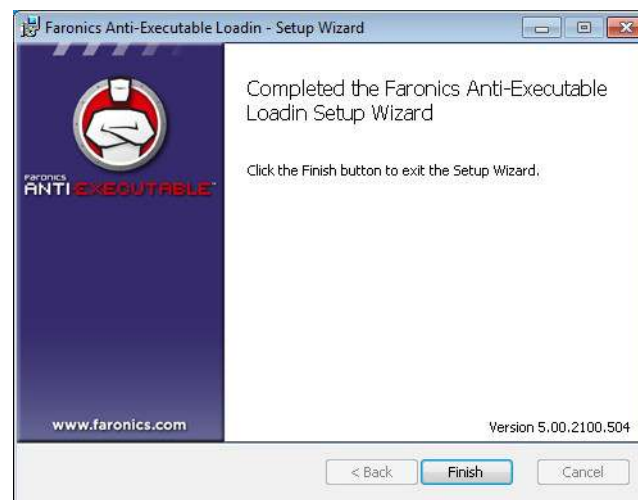 Faronics Anti-Executable Loadin - Setup Wizard
Completed the Faronics Anti-Executable
Loadin Setup Wizard
Click the Finish button to exit the Setup Wizard.
FARONICS
ANTI-EXECUTABLE™
www.faronics.com
Version 5.00.2100.504
< Back
Finish
Cancel